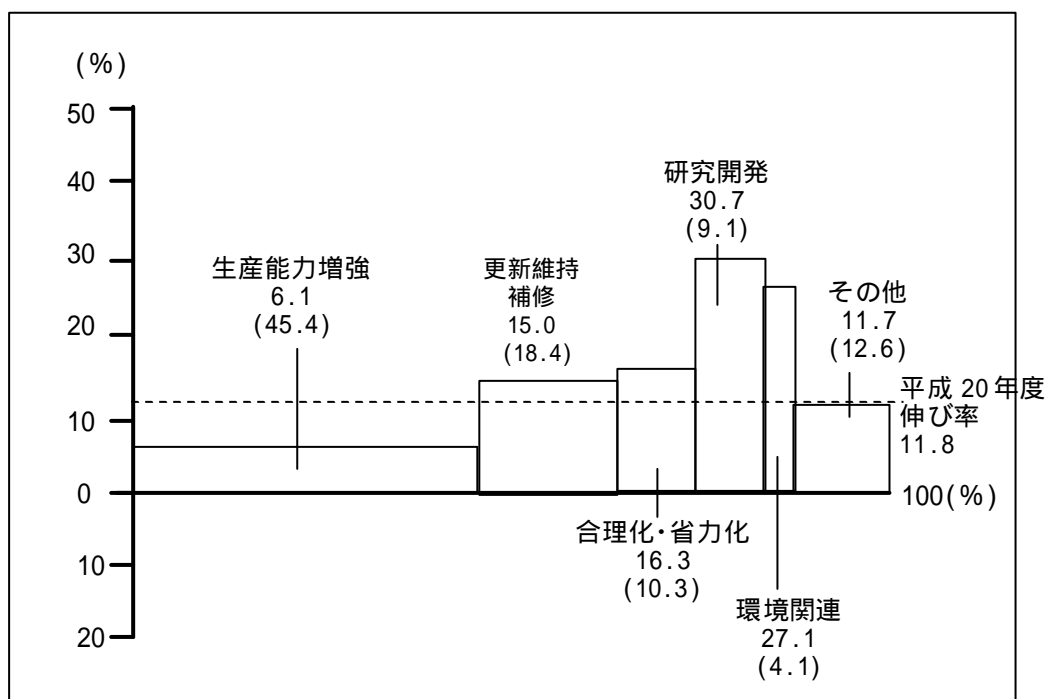 (%)
50
40
30
20
10
0
10
20
生産能力増強
6.1
(45.4)
更新維持
補修
15.0
(18.4)
合理化･省力化
16.3
(10.3)
研究開発
30.7
(9.1)
環境関連
27.1
(4.1)
その他
11.7
(12.6)
平成 20 年度
伸び率
11.8
100(%)